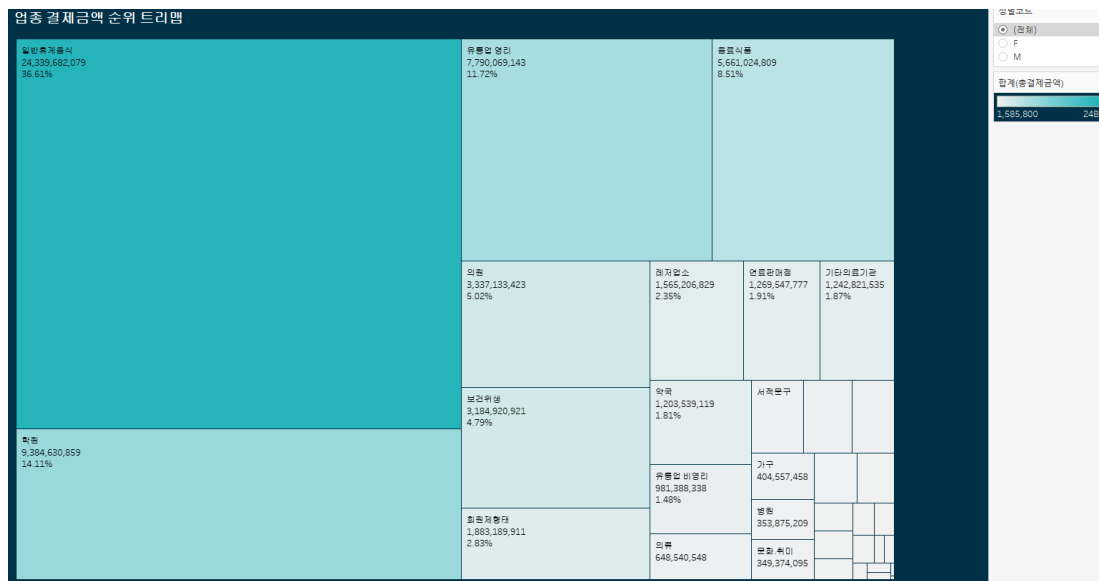 업종 결제금액 순위 트리맵
일반휴게음식
24,339,682,079
36.61%
학원
9,384,630,859
14.11%
유통업 영리
7,790,069,143
11.72%
음료식품
5,661,024,809
8.51%
의원
3,337,133,423
5.02%
보건위생
3,184,920,921
4.79%
회원제형태
1,883,189,911
2.83%
레저업소
1,565,206,829
2.35%
연료판매점
1,269,547,777
1.91%
기타의료기관
1,242,821,535
1.87%
약국
1,203,539,119
1.81%
유통업 비영리
981,388,338
1.48%
의류
648,540,548
서적문구
가구
404,557,458
병원
353,875,209
문화.취미
349,374,095
성별코드
(전체)
F
M
합계(총결제금액)
1,585,800
248